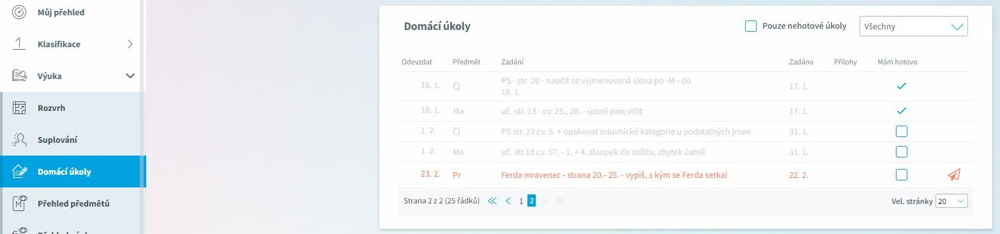 Můj přehled
Klasifikace
Výuka
Rozvrh
Suplování
Domácí úkoly
Přehled předmětů
Domácí úkoly
Pouze nehotové úkoly
Všechny
Odevzdat Předmět Zadání Zadáno Přílohy Mám hotovo
18. 1. Čj PS - str. 20 - naučit se vyjmenovaná slova po -M - do 17. 1.
19. 1.
18. 1. Ma uč. str. 13 - cv. 25., 28. - ústně procvičit 17. 1.
1. 2. Čj PS str. 22 cv. 5. + opakovat mluvnické kategorie u podstatných jmen 31. 1.
1. 2. Ma uč. str.18 cv. 57. - 1. + 4. sloupek do sešitu, zbytek ústně 31. 1.
23. 2. Pr Ferda mravenec - strana 20.- 25. - vypiš, s kým se Ferda setkal 22. 2.
Strana 2 z 2 (25 řádků) 1 2 Vel. stránky 20